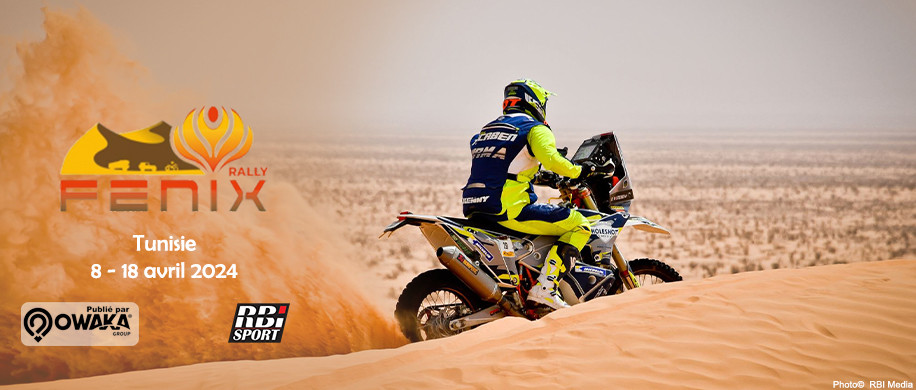 RALLY
FENIX
Tunisie
8 - 18 avril 2024
Publié par
OWAKA
GROUP
RBi
SPORT
Photo© RBI Media